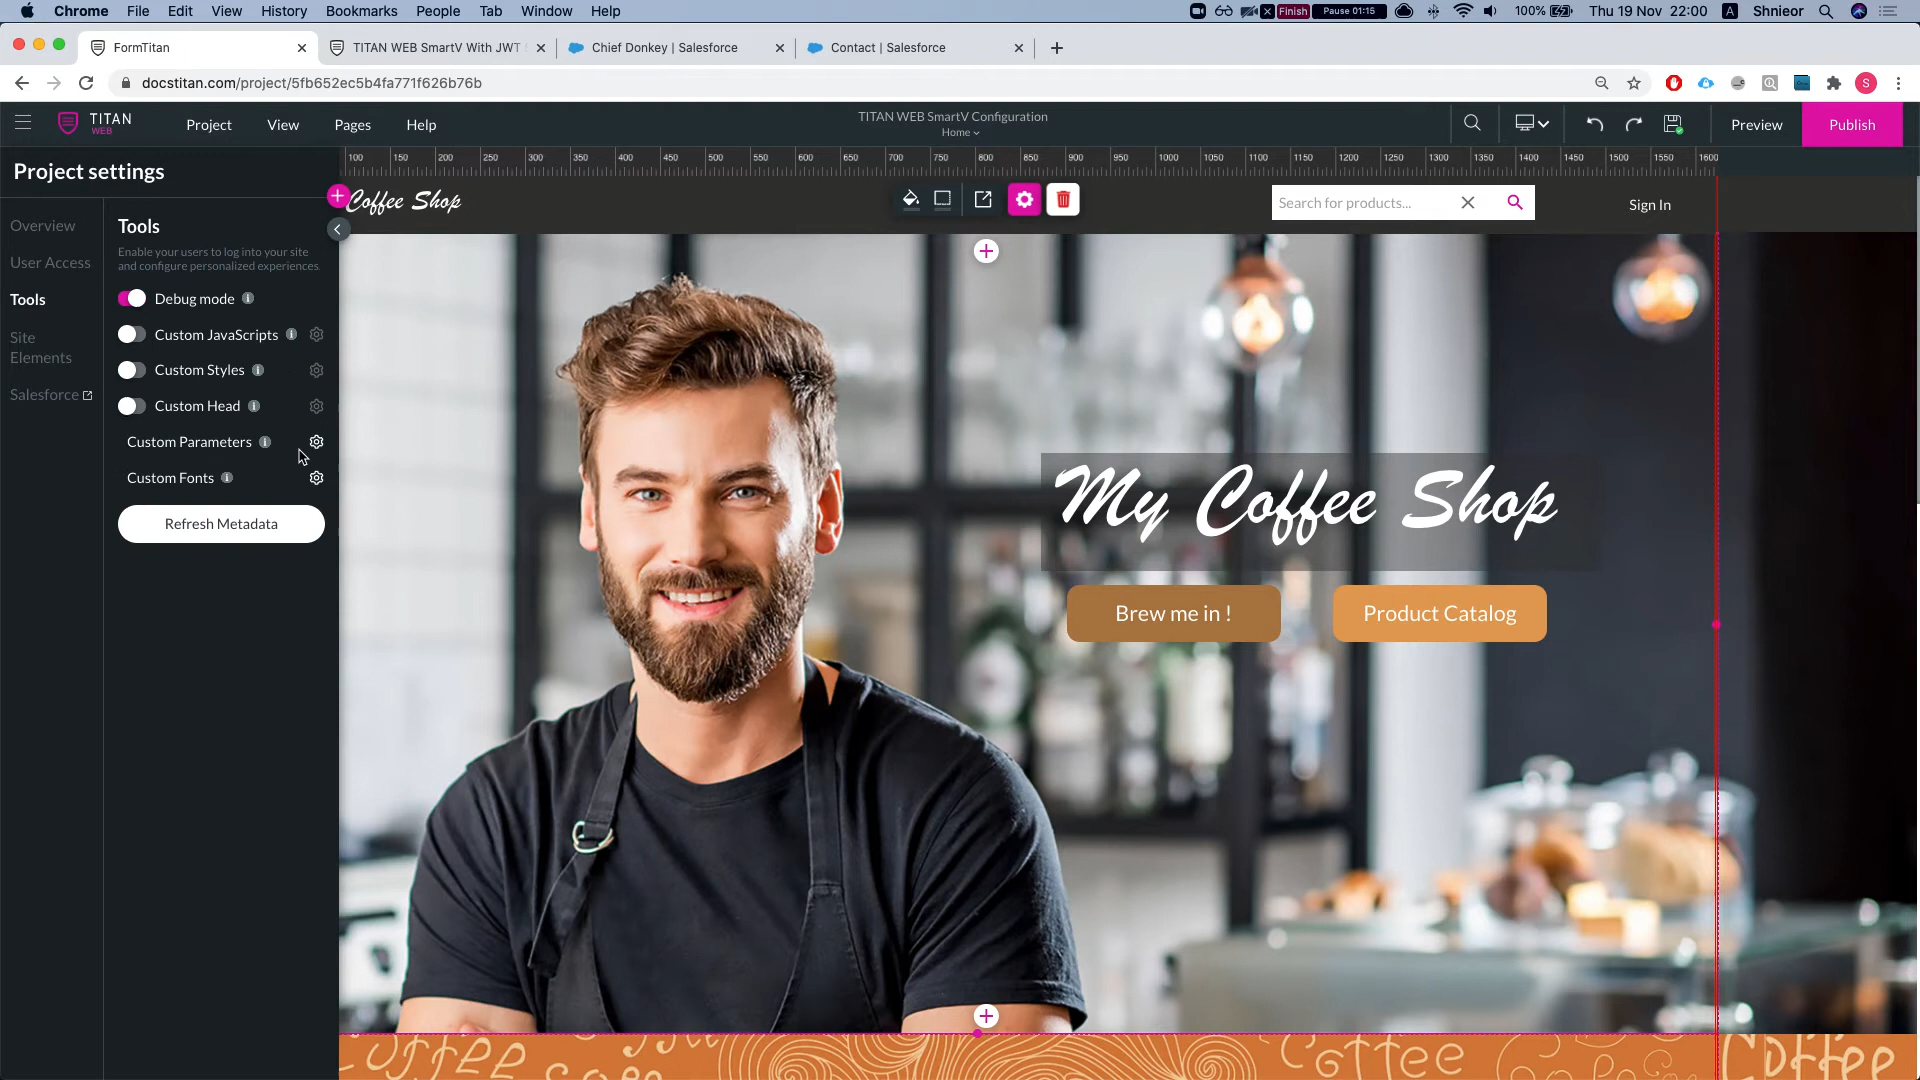 Chrome File Edit View History Bookmarks People Tab Window Help
Finish Pause 01:15 100% Thu 19 Nov 22:00 A Shnieor
FormTitan
TITAN WEB SmartV With JWT
Chief Donkey | Salesforce
Contact | Salesforce
docstitan.com/project/5fb652ec5b4fa771f626b76b
S
TITAN
WEB
Project View Pages Help
TITAN WEB SmartV Configuration
Home
Preview
Publish
Project settings
100 150 200 250 300 350 400 450 500 550 600 650 700 750 800 850 900 950 1000 1050 1100 1150 1200 1250 1300 1350 1400 1450 1500 1550 1600
Coffee Shop
Search for products...
Sign In
Overview
User Access
Tools
Site
Elements
Salesforce
Tools
Enable your users to log into your site
and configure personalized experiences.
Debug mode
Custom JavaScripts
Custom Styles
Custom Head
Custom Parameters
Custom Fonts
Refresh Metadata
My Coffee Shop
Brew me in !
Product Catalog
Coffee
Coffee